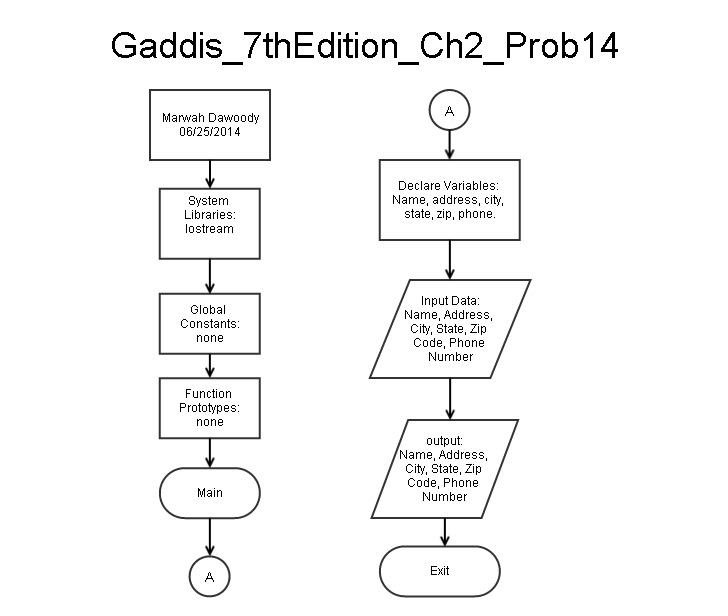 Gaddis_7thEdition_Ch2_Prob14
Marwah Dawoody
06/25/2014
System
Libraries:
Iostream
Global
Constants:
none
Function
Prototypes:
none
Main
A
A
Declare Variables:
Name, address, city,
state, zip, phone.
Input Data:
Name, Address,
City, State, Zip
Code, Phone
Number
output:
Name, Address,
City, State, Zip
Code, Phone
Number
Exit